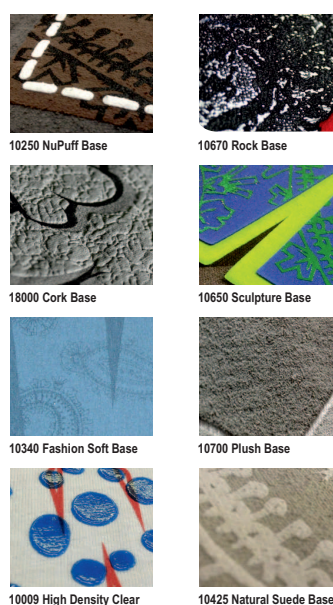 10250 NuPuff Base
10670 Rock Base
18000 Cork Base
10650 Sculpture Base
10340 Fashion Soft Base
10700 Plush Base
10009 High Density Clear
10425 Natural Suede Base